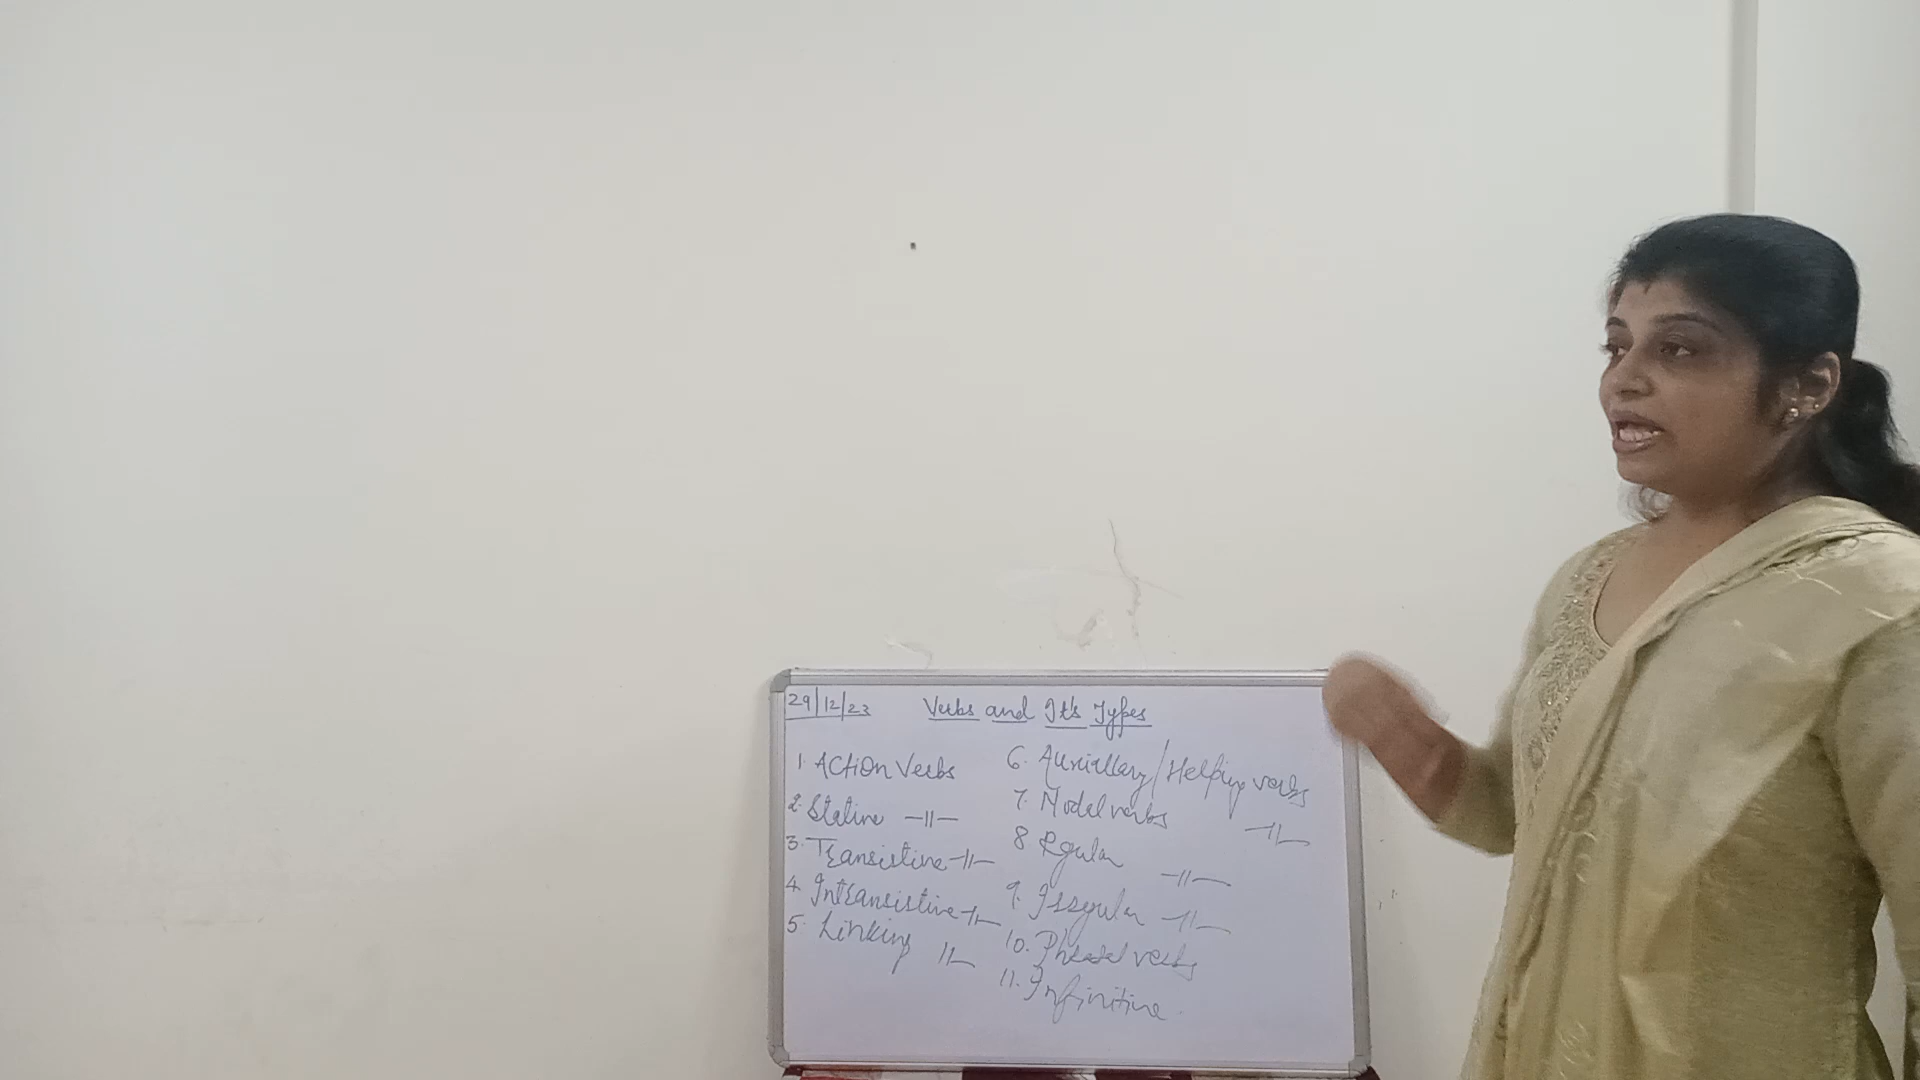 29/12/23 Verbs and It's Types
1. Action Verbs
2. Stative —11—
3. Transistive —11—
4. Intransistive —11—
5. Linking 11—
6. Auxiallary/Helping verbs
7. Modal verbs —11—
8 Rgular —11—
9. Irregular —11—
10. Phrasal verbs
11. Infinitive